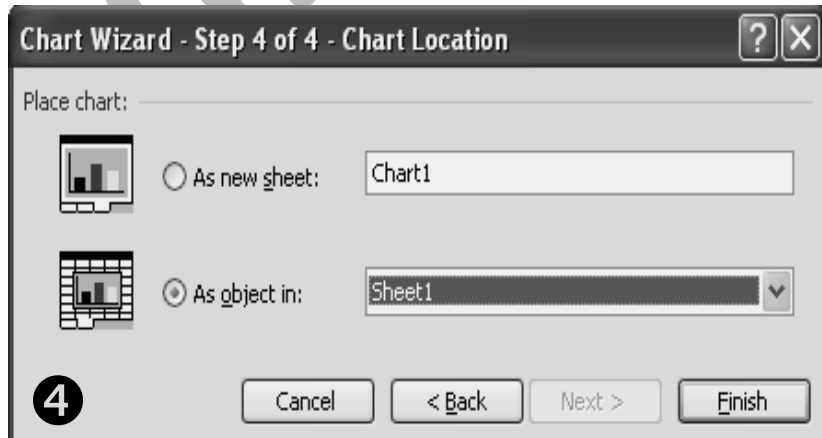 Chart Wizard - Step 4 of 4 - Chart Location
Place chart:
As new sheet: Chart1
As object in: Sheet1
4 Cancel < Back Next > Finish